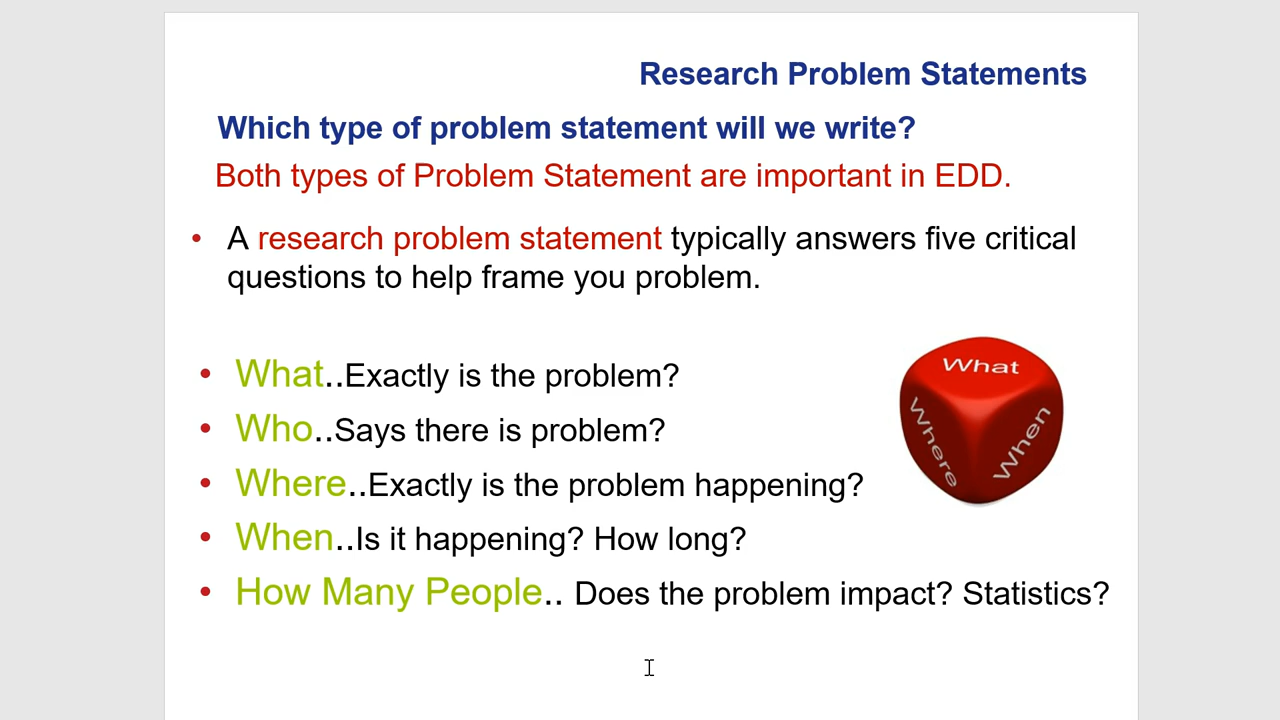 Research Problem Statements
Which type of problem statement will we write?
Both types of Problem Statement are important in EDD.
• A research problem statement typically answers five critical
questions to help frame you problem.
• What..Exactly is the problem?
• Who..Says there is problem?
• Where..Exactly is the problem happening?
• When..Is it happening? How long?
• How Many People.. Does the problem impact? Statistics?
What
Where
When